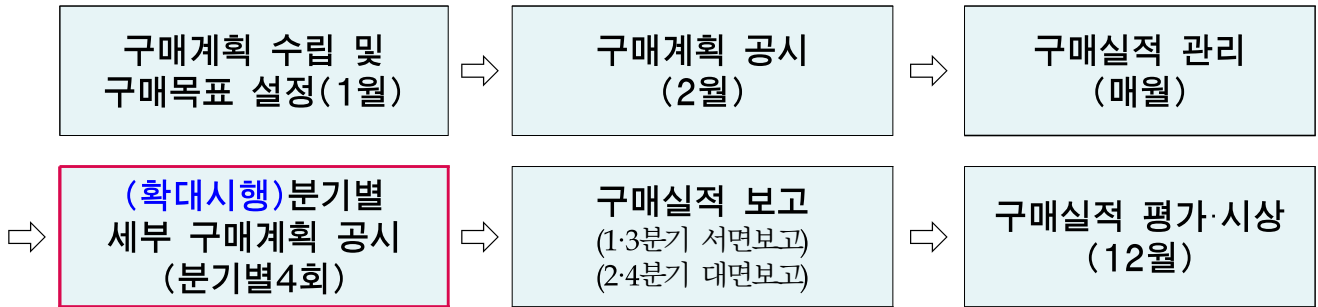 구매계획 수립 및
구매목표 설정(1월)
구매계획 공시
(2월)
구매실적 관리
(매월)
(확대시행)분기별
세부 구매계획 공시
(분기별4회)
구매실적 보고
(1·3분기 서면보고)
(2·4분기 대면보고)
구매실적 평가·시상
(12월)